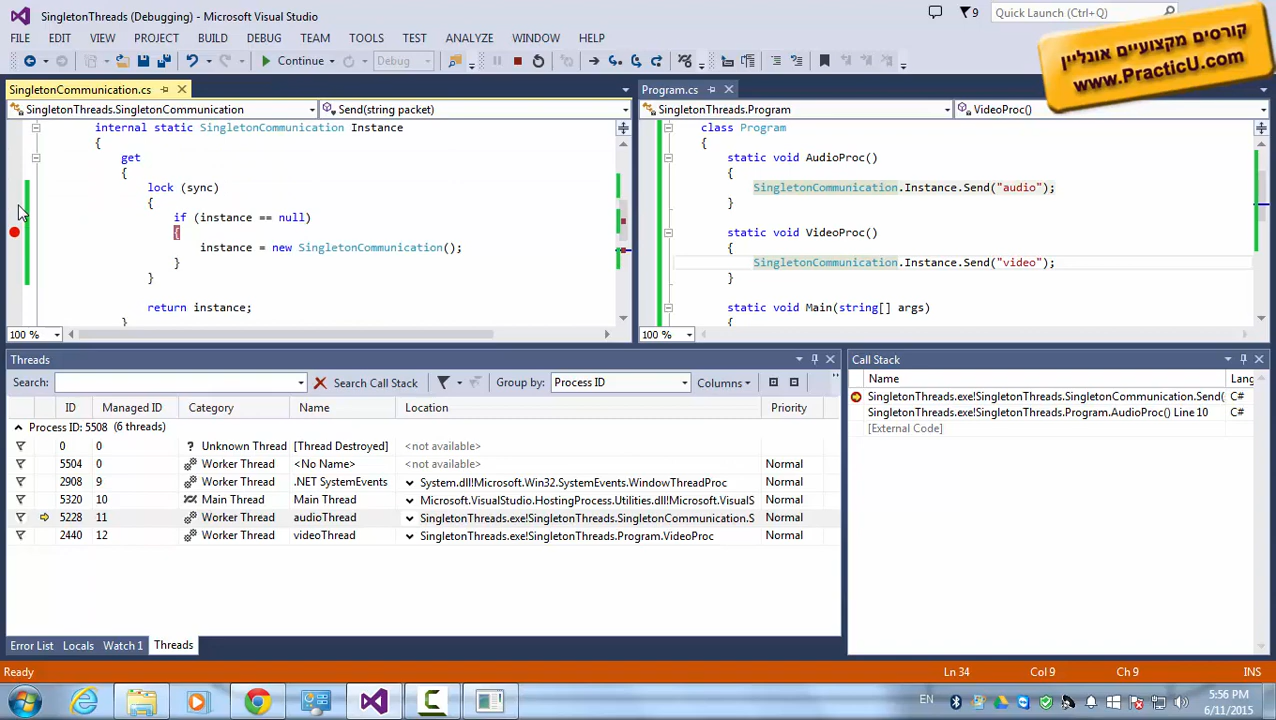 SingletonThreads (Debugging) - Microsoft Visual Studio
9
Quick Launch (Ctrl+Q)
קורסים מקצועיים אונליין
www.PracticU.com
FILE EDIT VIEW PROJECT BUILD DEBUG TEAM TOOLS TEST ANALYZE WINDOW HELP
Continue
Debug
SingletonCommunication.cs
SingletonThreads.SingletonCommunication
Send(string packet)
internal static SingletonCommunication Instance
{
get
{
lock (sync)
{
if (instance == null)
{
instance = new SingletonCommunication();
}
}
return instance;
}
100 %
Program.cs
SingletonThreads.Program
VideoProc()
class Program
{
static void AudioProc()
{
SingletonCommunication.Instance.Send("audio");
}
static void VideoProc()
{
SingletonCommunication.Instance.Send("video");
}
static void Main(string[] args)
{
100 %
Threads
Search:
Search Call Stack
Group by:
Process ID
Columns
ID Managed ID Category Name Location Priority
Process ID: 5508 (6 threads)
0 0 ? Unknown Thread [Thread Destroyed] <not available>
5504 0 Worker Thread <No Name> <not available> Normal
2908 9 Worker Thread .NET SystemEvents System.dll!Microsoft.Win32.SystemEvents.WindowThreadProc Normal
5320 10 Main Thread Main Thread Microsoft.VisualStudio.HostingProcess.Utilities.dll!Microsoft.VisualS Normal
5228 11 Worker Thread audioThread SingletonThreads.exe!SingletonThreads.SingletonCommunication.S Normal
2440 12 Worker Thread videoThread SingletonThreads.exe!SingletonThreads.Program.VideoProc Normal
Error List Locals Watch 1 Threads
Call Stack
Name Lang
SingletonThreads.exe!SingletonThreads.SingletonCommunication.Send( C#
SingletonThreads.exe!SingletonThreads.Program.AudioProc() Line 10 C#
[External Code]
Ready
Ln 34 Col 9 Ch 9 INS
EN
5:56 PM
6/11/2015